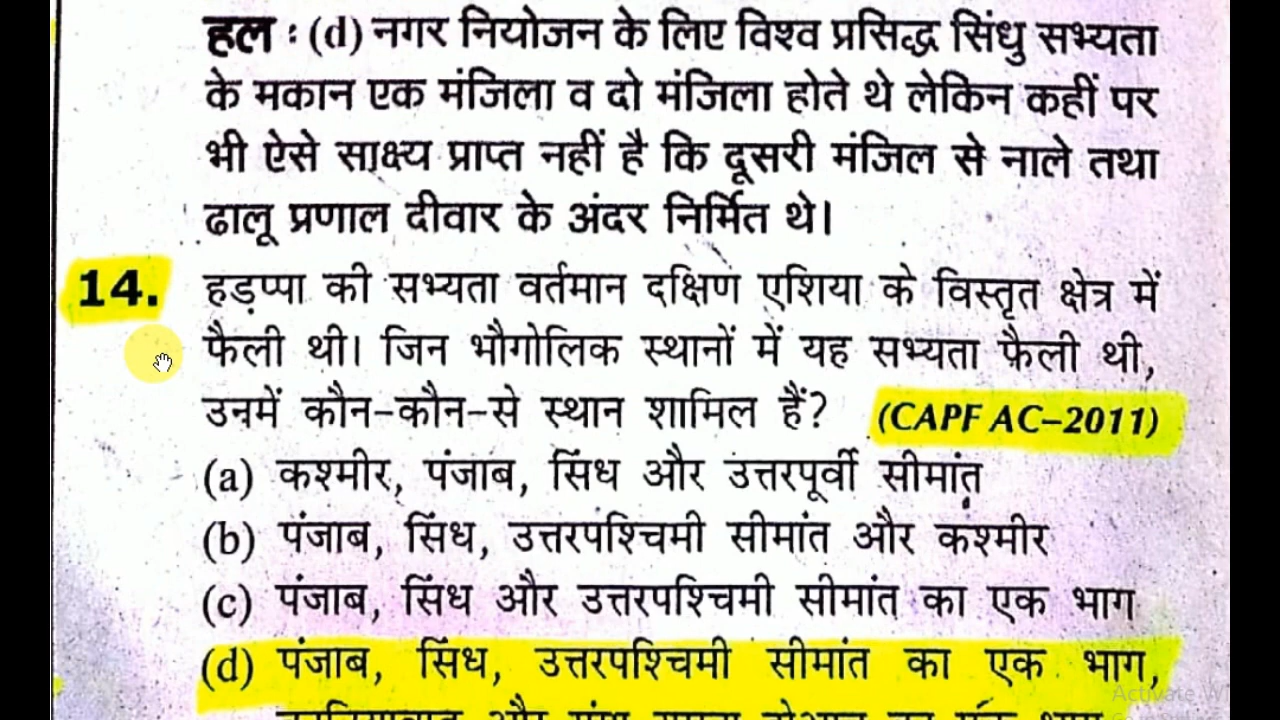 हल : (d) नगर नियोजन के लिए विश्व प्रसिद्ध सिंधु सभ्यता
के मकान एक मंजिला व दो मंजिला होते थे लेकिन कहीं पर
भी ऐसे साक्ष्य प्राप्त नहीं है कि दूसरी मंजिल से नाले तथा
ढालू प्रणाल दीवार के अंदर निर्मित थे।
14. हड़प्पा की सभ्यता वर्तमान दक्षिण एशिया के विस्तृत क्षेत्र में
फैली थी। जिन भौगोलिक स्थानों में यह सभ्यता फैली थी,
उनमें कौन-कौन-से स्थान शामिल हैं? (CAPF AC–2011)
(a) कश्मीर, पंजाब, सिंध और उत्तरपूर्वी सीमांत
(b) पंजाब, सिंध, उत्तरपश्चिमी सीमांत और कश्मीर
(c) पंजाब, सिंध और उत्तरपश्चिमी सीमांत का एक भाग
(d) पंजाब, सिंध, उत्तरपश्चिमी सीमांत का एक भाग,
Activate W